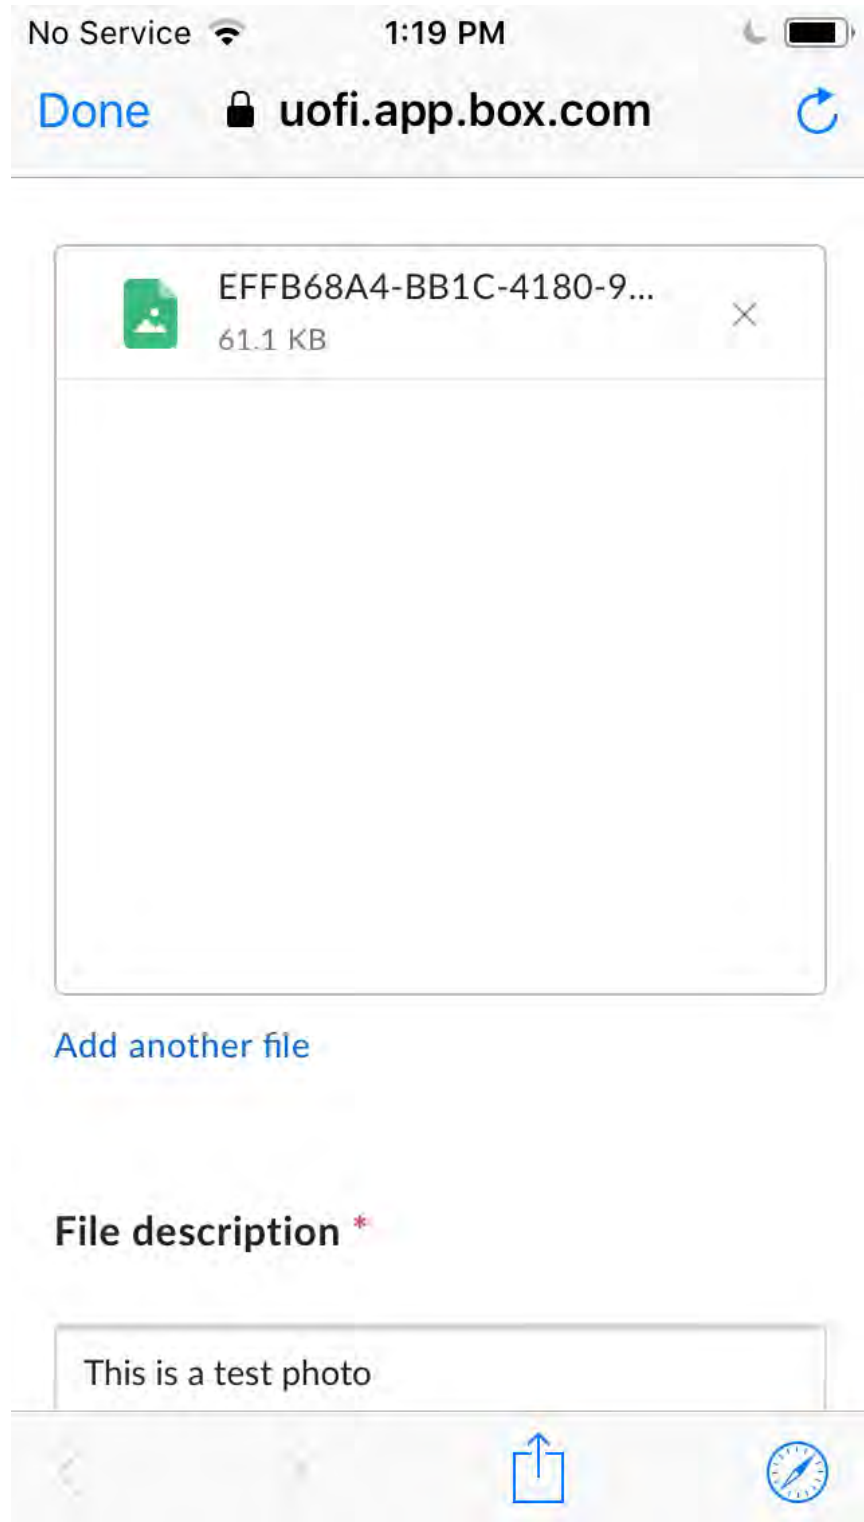 No Service 1:19 PM
Done uofi.app.box.com
EFFB68A4-BB1C-4180-9...
61.1 KB
Add another file
File description *
This is a test photo